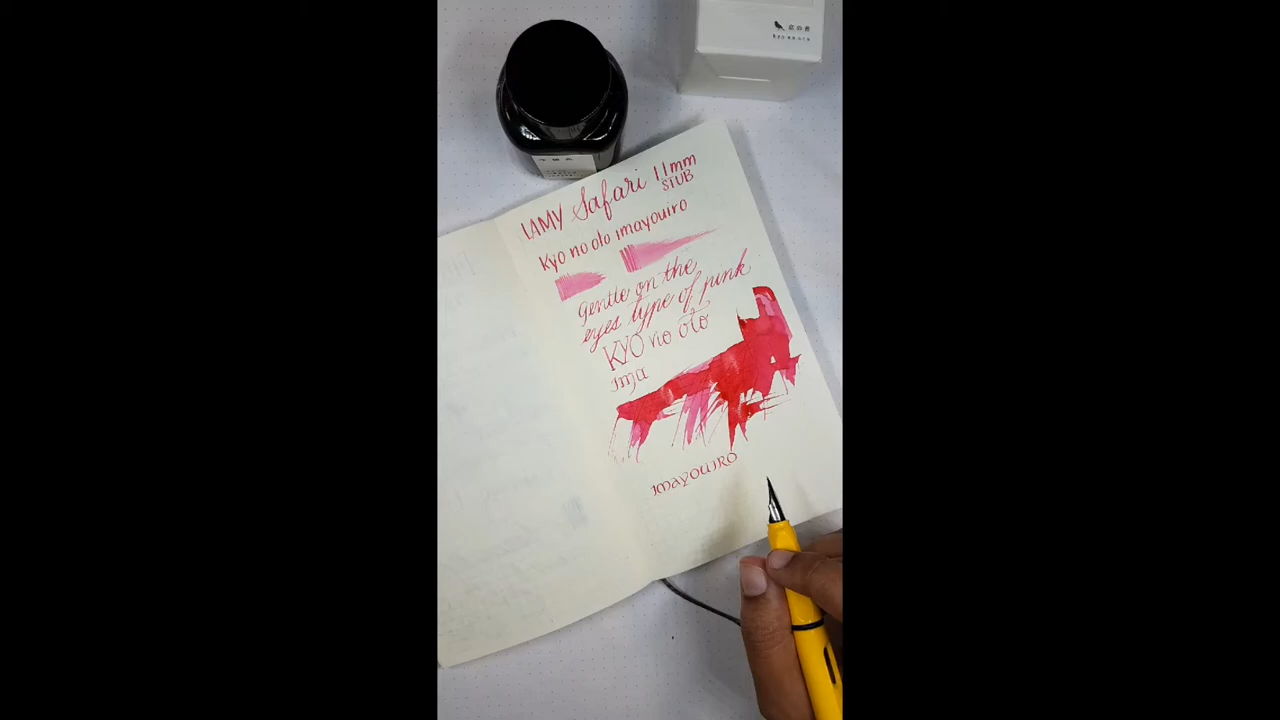 LAMY Safari 1.1mm
STUB
Kyo no oto imayouiro
Gentle on the
eyes type of pink
KYO no oto
ima
imayouiro